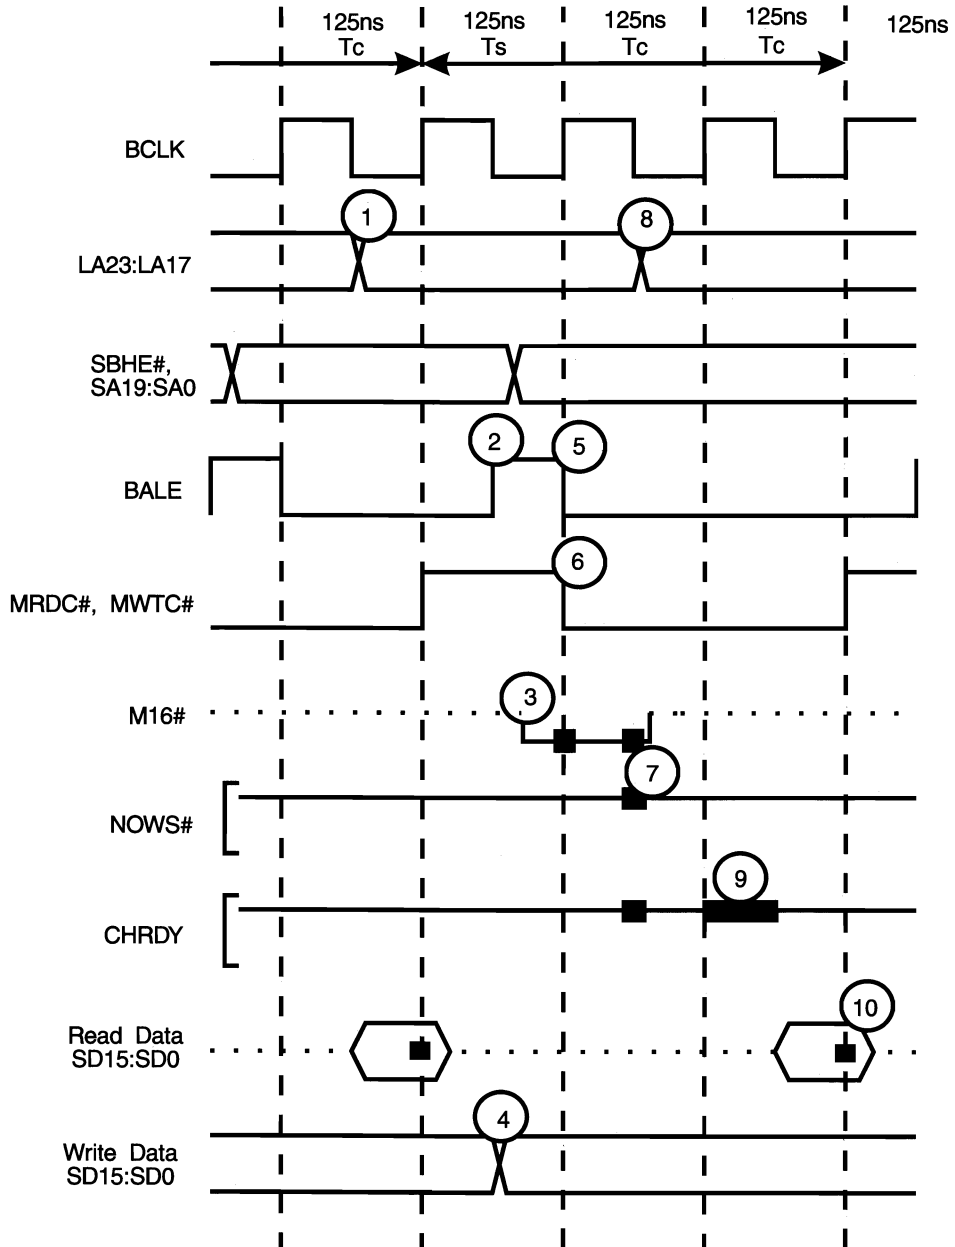 125ns 125ns 125ns 125ns 125ns
Tc Ts Tc Tc
BCLK
1 8
LA23:LA17
SBHE#,
SA19:SA0
2 5
BALE
6
MRDC#, MWTC#
3
M16#
7
NOWS#
9
CHRDY
10
Read Data
SD15:SD0
4
Write Data
SD15:SD0